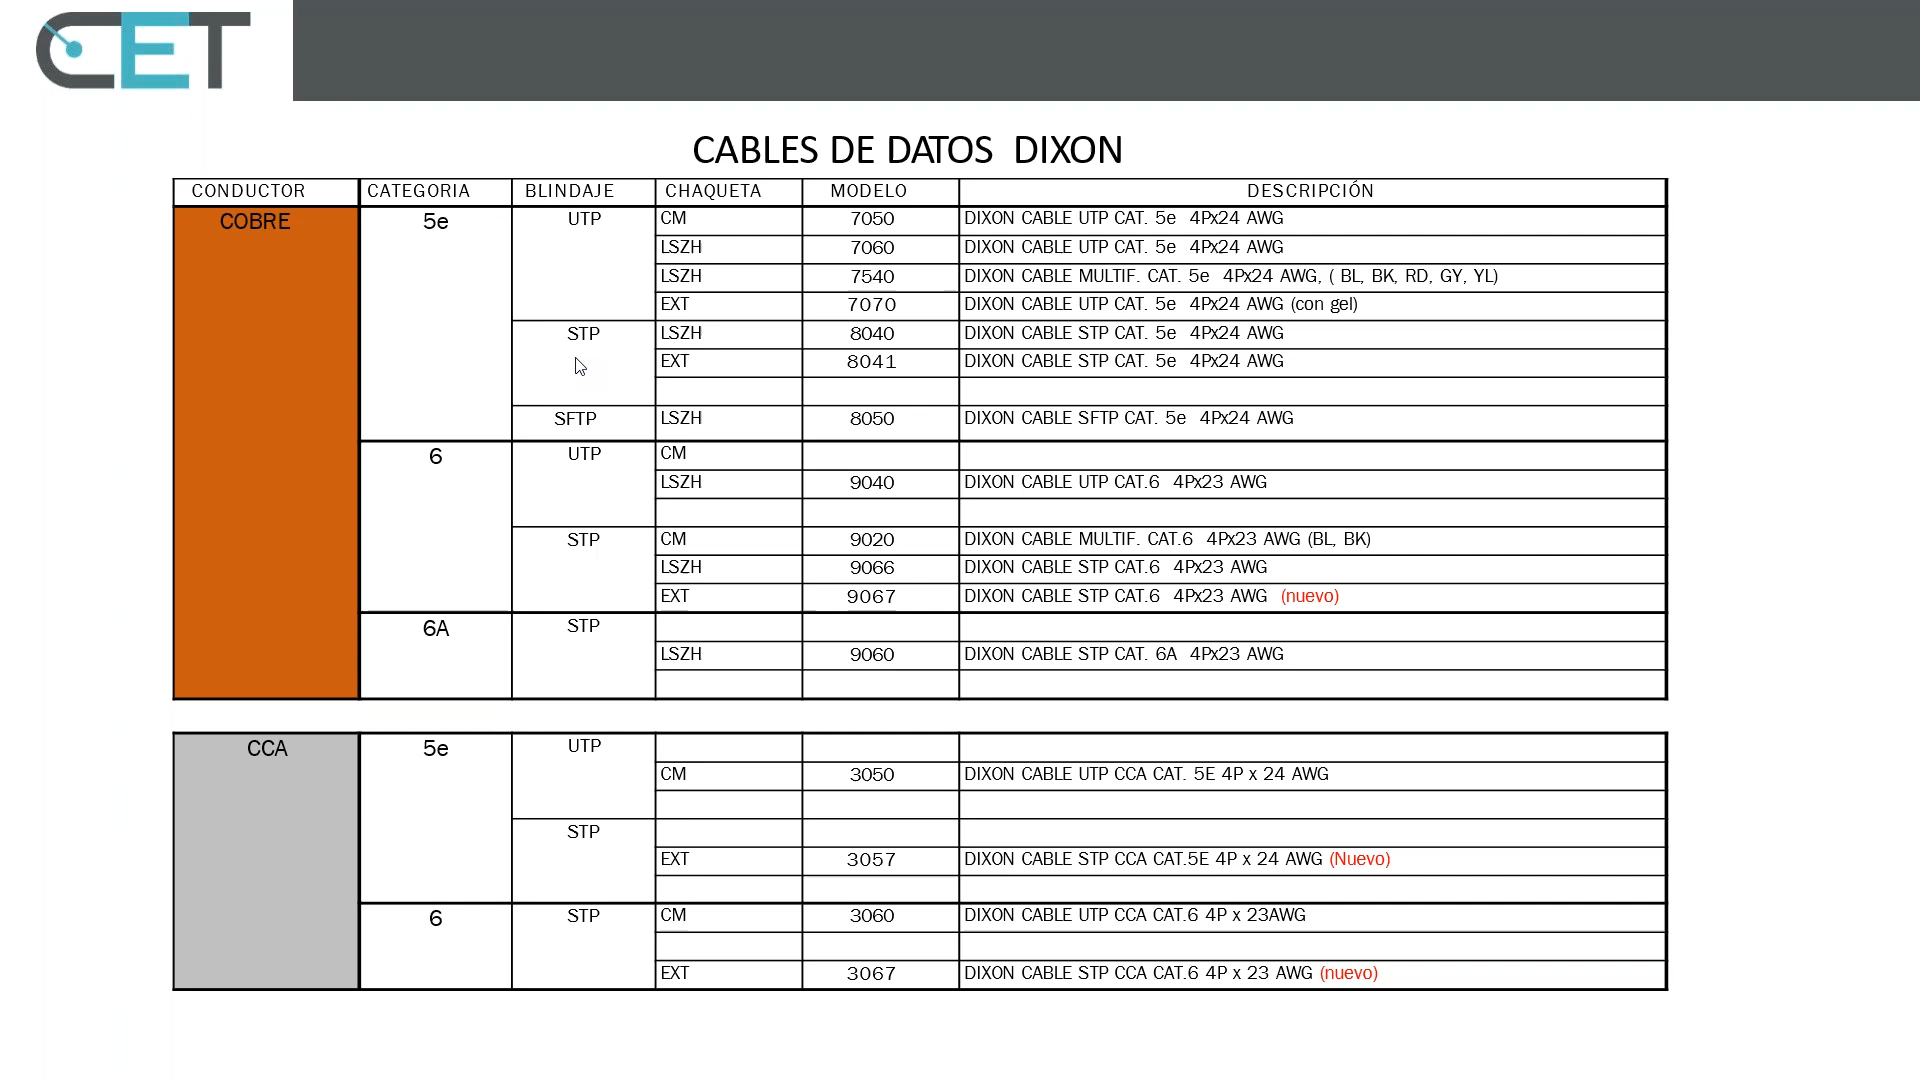 CET
CABLES DE DATOS  DIXON
CONDUCTOR CATEGORIA BLINDAJE CHAQUETA MODELO DESCRIPCIÓN
COBRE 5e UTP CM 7050 DIXON CABLE UTP CAT. 5e  4Px24 AWG
LSZH 7060 DIXON CABLE UTP CAT. 5e  4Px24 AWG
LSZH 7540 DIXON CABLE MULTIF. CAT. 5e  4Px24 AWG, ( BL, BK, RD, GY, YL)
EXT 7070 DIXON CABLE UTP CAT. 5e  4Px24 AWG (con gel)
STP LSZH 8040 DIXON CABLE STP CAT. 5e  4Px24 AWG
EXT 8041 DIXON CABLE STP CAT. 5e  4Px24 AWG
SFTP LSZH 8050 DIXON CABLE SFTP CAT. 5e  4Px24 AWG
6 UTP CM
LSZH 9040 DIXON CABLE UTP CAT.6  4Px23 AWG
STP CM 9020 DIXON CABLE MULTIF. CAT.6  4Px23 AWG (BL, BK)
LSZH 9066 DIXON CABLE STP CAT.6  4Px23 AWG
EXT 9067 DIXON CABLE STP CAT.6  4Px23 AWG  (nuevo)
6A STP
LSZH 9060 DIXON CABLE STP CAT. 6A  4Px23 AWG
CCA 5e UTP
CM 3050 DIXON CABLE UTP CCA CAT. 5E 4P x 24 AWG
STP
EXT 3057 DIXON CABLE STP CCA CAT.5E 4P x 24 AWG (Nuevo)
6 STP CM 3060 DIXON CABLE UTP CCA CAT.6 4P x 23AWG
EXT 3067 DIXON CABLE STP CCA CAT.6 4P x 23 AWG (nuevo)